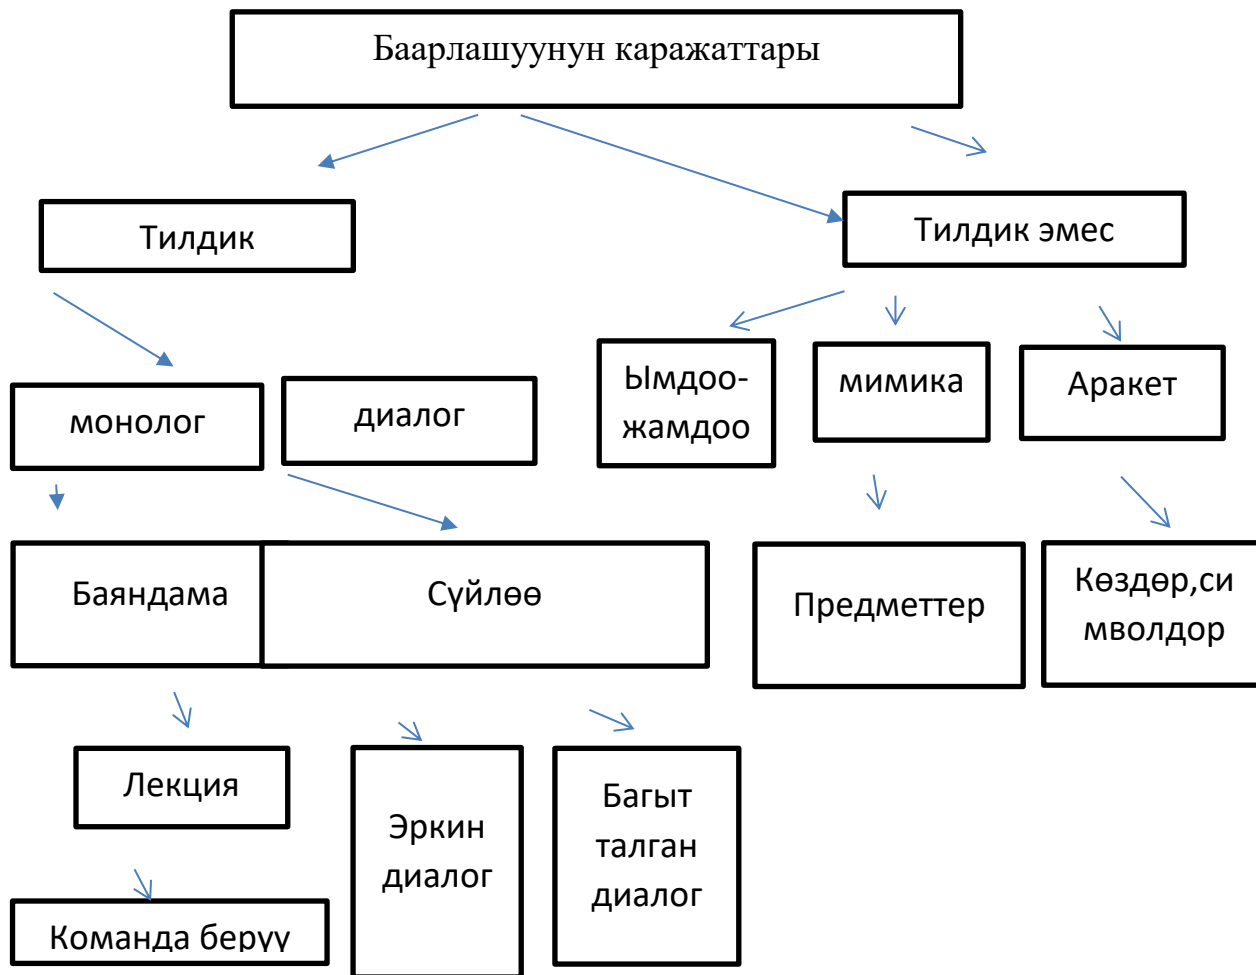 Баарлашуунун каражаттары
Тилдик
Тилдик эмес
Ымдоо-
жамдоо
мимика
Аракет
монолог
диалог
Баяндама
Сүйлөө
Предметтер
Көздөр,си
мволдор
Лекция
Эркин
диалог
Багыт
талган
диалог
Команда берүү